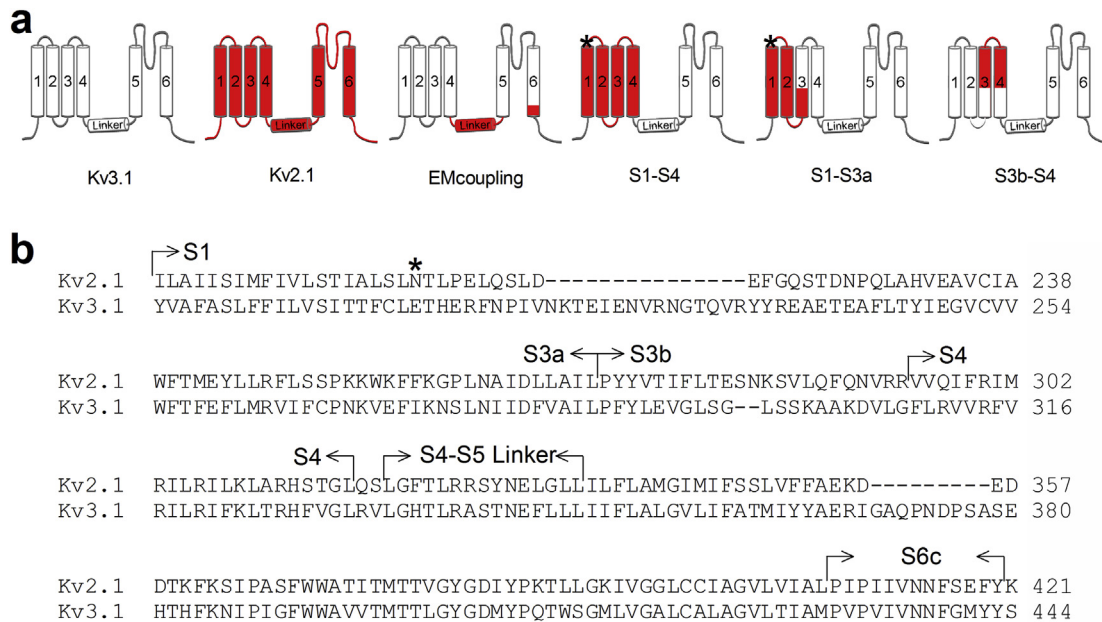 a
* * 
1 2 3 4 5 6 Linker 1 2 3 4 5 6 Linker 1 2 3 4 5 6 Linker 1 2 3 4 5 6 Linker 1 2 3 4 5 6 Linker 1 2 3 4 5 6 Linker
Kv3.1 Kv2.1 EMcoupling S1-S4 S1-S3a S3b-S4
b
S1 *
Kv2.1 ILAIISIMFIVLSTIALSLNTLPELQSLD----------------EFGQSTDNPQLAHVEAVCIA 238
Kv3.1 YVAFASLFFILVSITTFCLETHERFNPIVNKTEIENVRNGTQVRYYREAETEAFLTYIEGVCVV 254
S3a S3b S4
Kv2.1 WFTMEYLLRFLSSPKKWKFFKGPLNAIDLLAILPYYVTIFLTESNKSVLQFQNVRRVVQIFRIM 302
Kv3.1 WFTFEFLMRVIFCPNKVEFIKNSLNIIDFVAILPFYLEVGLSG--LSSKAAKDVLGFLRVVRFV 316
S4 S4-S5 Linker
Kv2.1 RILRILKLARHSTGLQSLGFTLRRSYNELGLLILFLAMGIMIFSSLVFFAEKD----------ED 357
Kv3.1 RILRIFKLTRHFVGLRVLGHTLRASTNEFLLLIIFLALGVLIFATMIYYAERIGAQPNDPSASE 380
S6c
Kv2.1 DTKFKSIPASFWWATITMTTVGYGDIYPKTLLGKIVGGLCCIAGVLVIALPIPIIVNNFSEFYK 421
Kv3.1 HTHFKNIPIGFWWAVVTMTTLGYGDMYPQTWSGMLVGALCALAGVLTIAMPVPVIVNNFGMYYS 444